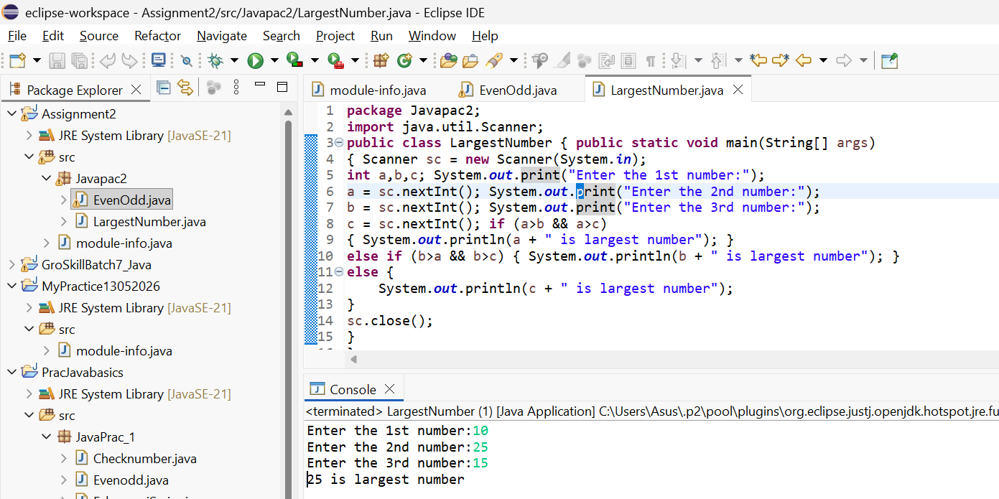 eclipse-workspace - Assignment2/src/Javapac2/LargestNumber.java - Eclipse IDE
File Edit Source Refactor Navigate Search Project Run Window Help
Package Explorer
Assignment2
JRE System Library [JavaSE-21]
src
Javapac2
EvenOdd.java
LargestNumber.java
module-info.java
GroSkillBatch7_Java
MyPractice13052026
JRE System Library [JavaSE-21]
src
module-info.java
PracJavabasics
JRE System Library [JavaSE-21]
src
JavaPrac_1
Checknumber.java
Evenodd.java
module-info.java EvenOdd.java LargestNumber.java
1 package Javapac2;
2 import java.util.Scanner;
3 public class LargestNumber { public static void main(String[] args)
4 { Scanner sc = new Scanner(System.in);
5 int a,b,c; System.out.print("Enter the 1st number:");
6 a = sc.nextInt(); System.out.print("Enter the 2nd number:");
7 b = sc.nextInt(); System.out.print("Enter the 3rd number:");
8 c = sc.nextInt(); if (a>b && a>c)
9 { System.out.println(a + " is largest number"); }
10 else if (b>a && b>c) { System.out.println(b + " is largest number"); }
11 else {
12 System.out.println(c + " is largest number");
13 }
14 sc.close();
15 }
Console
<terminated> LargestNumber (1) [Java Application] C:\Users\Asus\.p2\pool\plugins\org.eclipse.justj.openjdk.hotspot.jre.fu
Enter the 1st number:10
Enter the 2nd number:25
Enter the 3rd number:15
25 is largest number